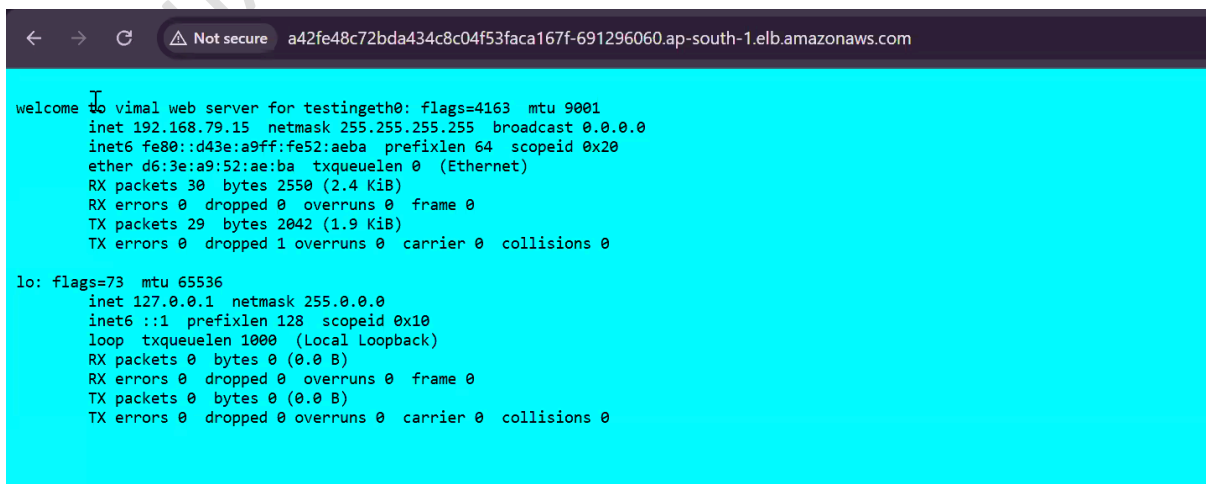 Not secure a42fe48c72bda434c8c04f53faca167f-691296060.ap-south-1.elb.amazonaws.com
welcome to vimal web server for testingeth0: flags=4163 mtu 9001
inet 192.168.79.15 netmask 255.255.255.255 broadcast 0.0.0.0
inet6 fe80::d43e:a9ff:fe52:aeba prefixlen 64 scopeid 0x20
ether d6:3e:a9:52:ae:ba txqueuelen 0 (Ethernet)
RX packets 30 bytes 2550 (2.4 KiB)
RX errors 0 dropped 0 overruns 0 frame 0
TX packets 29 bytes 2042 (1.9 KiB)
TX errors 0 dropped 1 overruns 0 carrier 0 collisions 0
lo: flags=73 mtu 65536
inet 127.0.0.1 netmask 255.0.0.0
inet6 ::1 prefixlen 128 scopeid 0x10
loop txqueuelen 1000 (Local Loopback)
RX packets 0 bytes 0 (0.0 B)
RX errors 0 dropped 0 overruns 0 frame 0
TX packets 0 bytes 0 (0.0 B)
TX errors 0 dropped 0 overruns 0 carrier 0 collisions 0